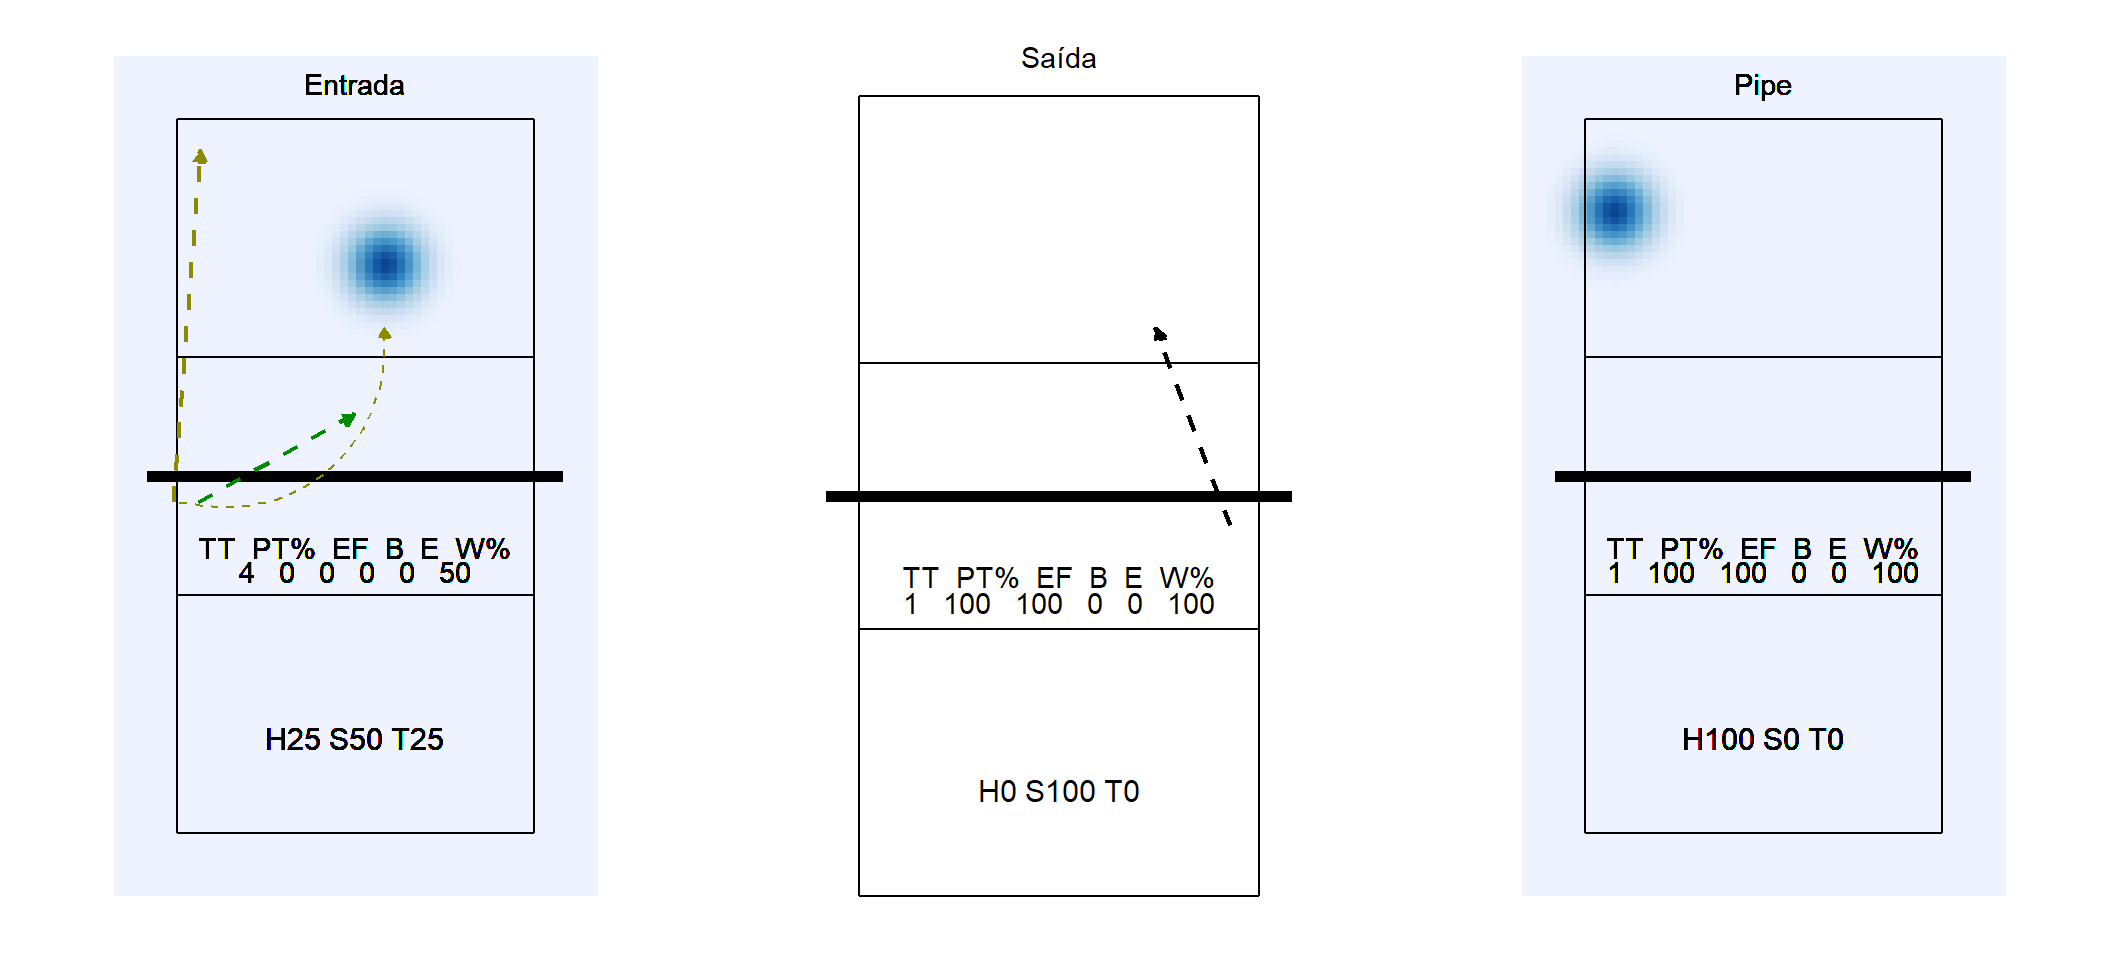 Entrada
TT PT% EF B E W%
4 0 0 0 0 50
H25 S50 T25
Saída
TT PT% EF B E W%
1 100 100 0 0 100
H0 S100 T0
Pipe
TT PT% EF B E W%
1 100 100 0 0 100
H100 S0 T0